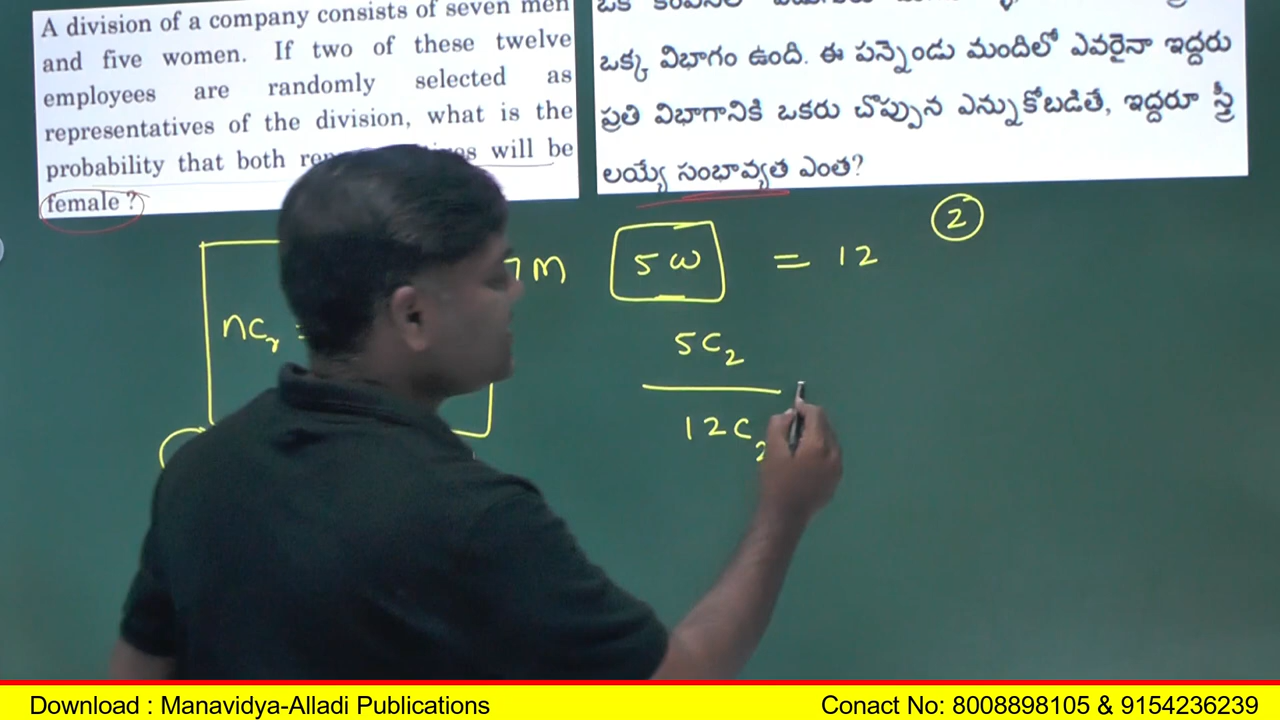 A division of a company consists of seven men
and five women. If two of these twelve
employees are randomly selected as
representatives of the division, what is the
probability that both will be
female ?
ఒక్క విభాగం ఉంది. ఈ పన్నెండు మందిలో ఎవరైనా ఇద్దరు
ప్రతి విభాగానికి ఒకరు చొప్పున ఎన్నుకోబడితే, ఇద్దరూ స్త్రీ
లయ్యే సంభావ్యత ఎంత?
7 M 5 W = 12
2
nCr =
5C2
12C2
Download : Manavidya-Alladi Publications
Conact No: 8008898105 & 9154236239